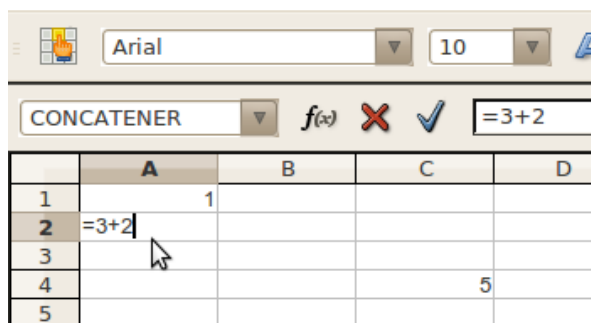 Arial 10
CONCATENER f(x) =3+2
A B C D
1 1
2 =3+2
3
4 5
5